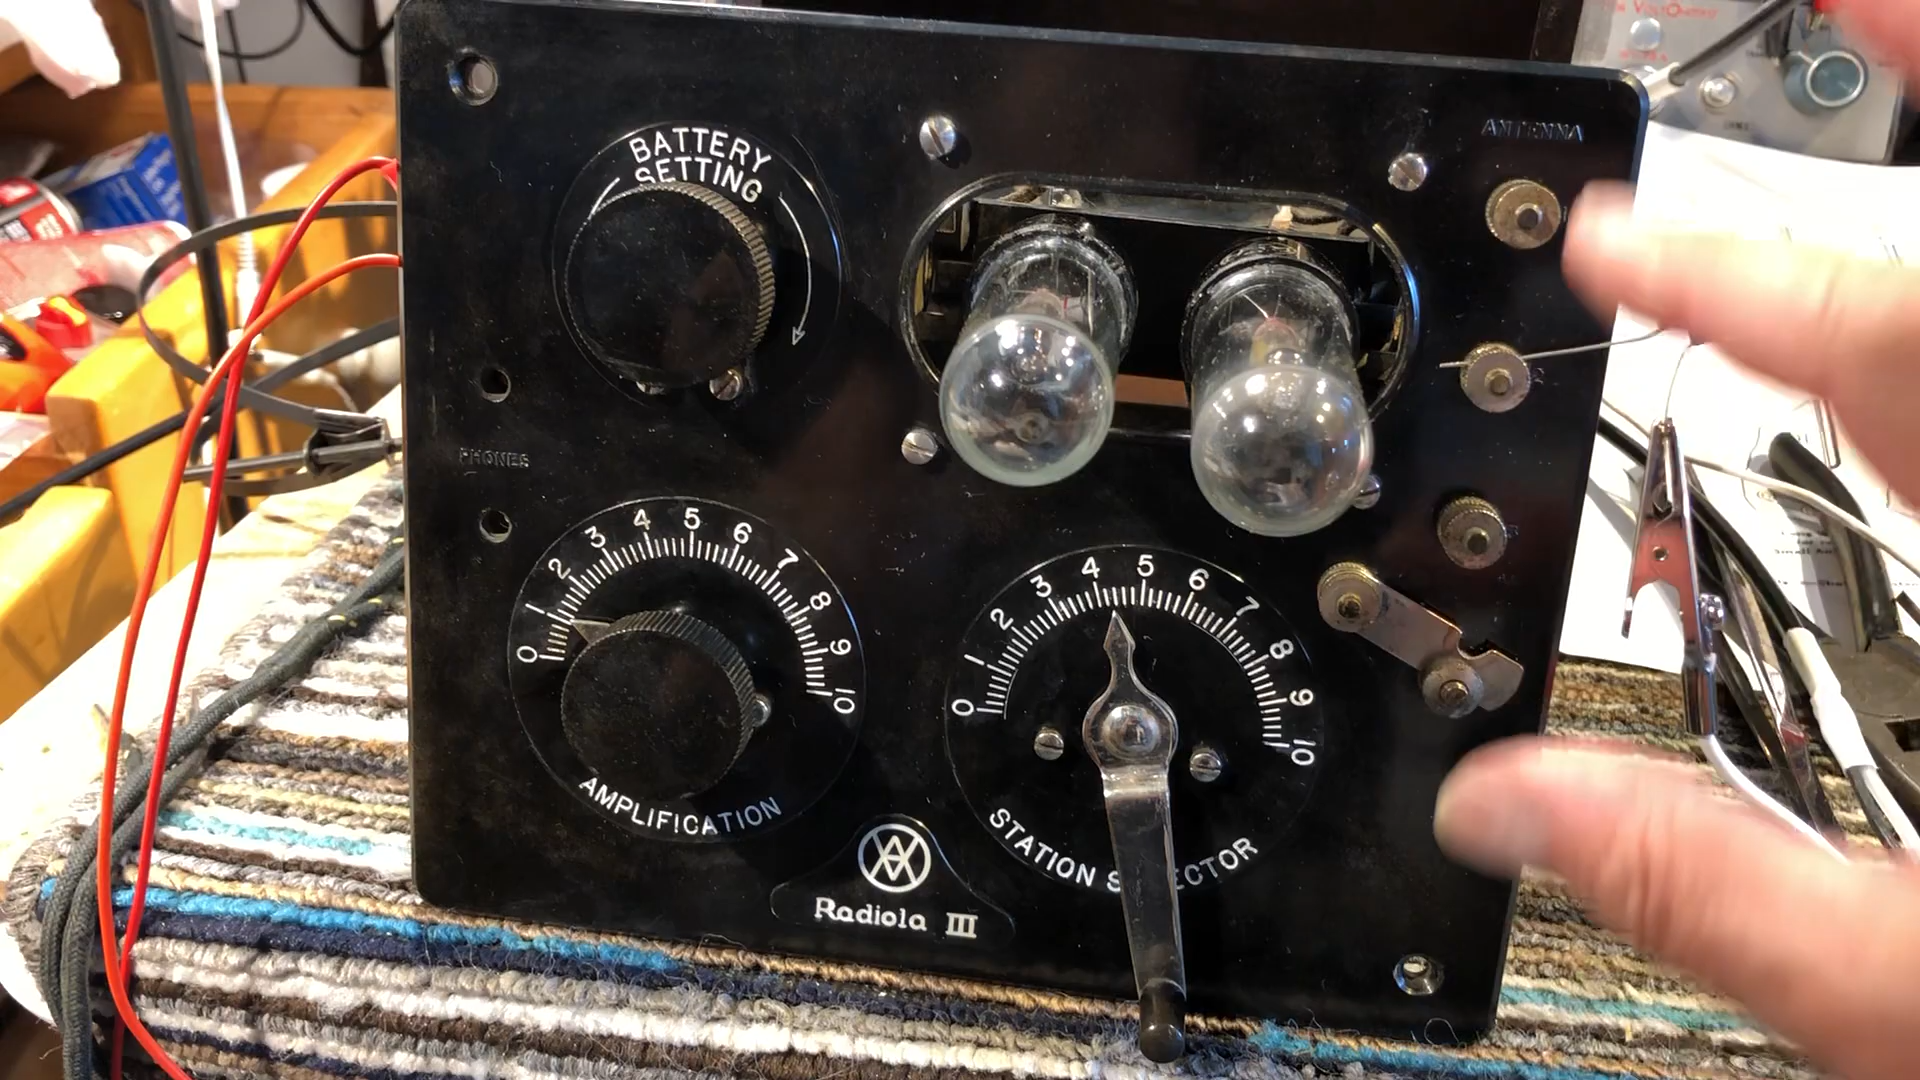 BATTERY
SETTING
ANTENNA
PHONES
0 1 2 3 4 5 6 7 8 9 10
AMPLIFICATION
0 1 2 3 4 5 6 7 8 9 10
STATION
Radiola III